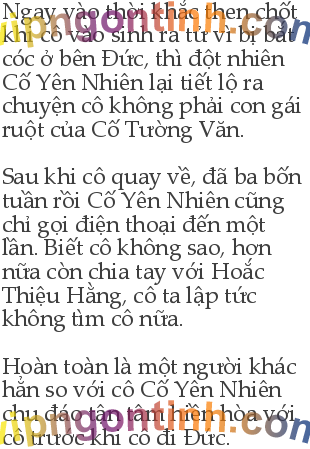 Ngay vào thời khắc then chốt
khi cô vào sinh ra tử vì bị bắt
cóc ở bên Đức, thì đột nhiên
Cố Yên Nhiên lại tiết lộ ra
chuyện cô không phải con gái
ruột của Cố Tường Văn.
Sau khi cô quay về, đã ba bốn
tuần rồi Cố Yên Nhiên cũng
chỉ gọi điện thoại đến một
lần. Biết cô không sao, hơn
nữa còn chia tay với Hoắc
Thiệu Hằng, cô ta lập tức
không tìm cô nữa.
Hoàn toàn là một người khác
hẳn so với cô Cố Yên Nhiên
chu đáo tận tâm hiền hòa với
cô trước khi cô đi Đức.
vipngontinh.com
vipngontinh.com